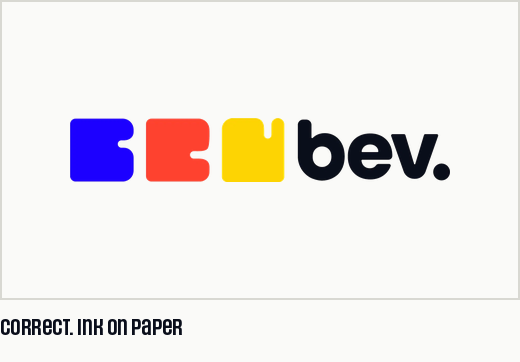 bev.
CORRECT. Ink on paper